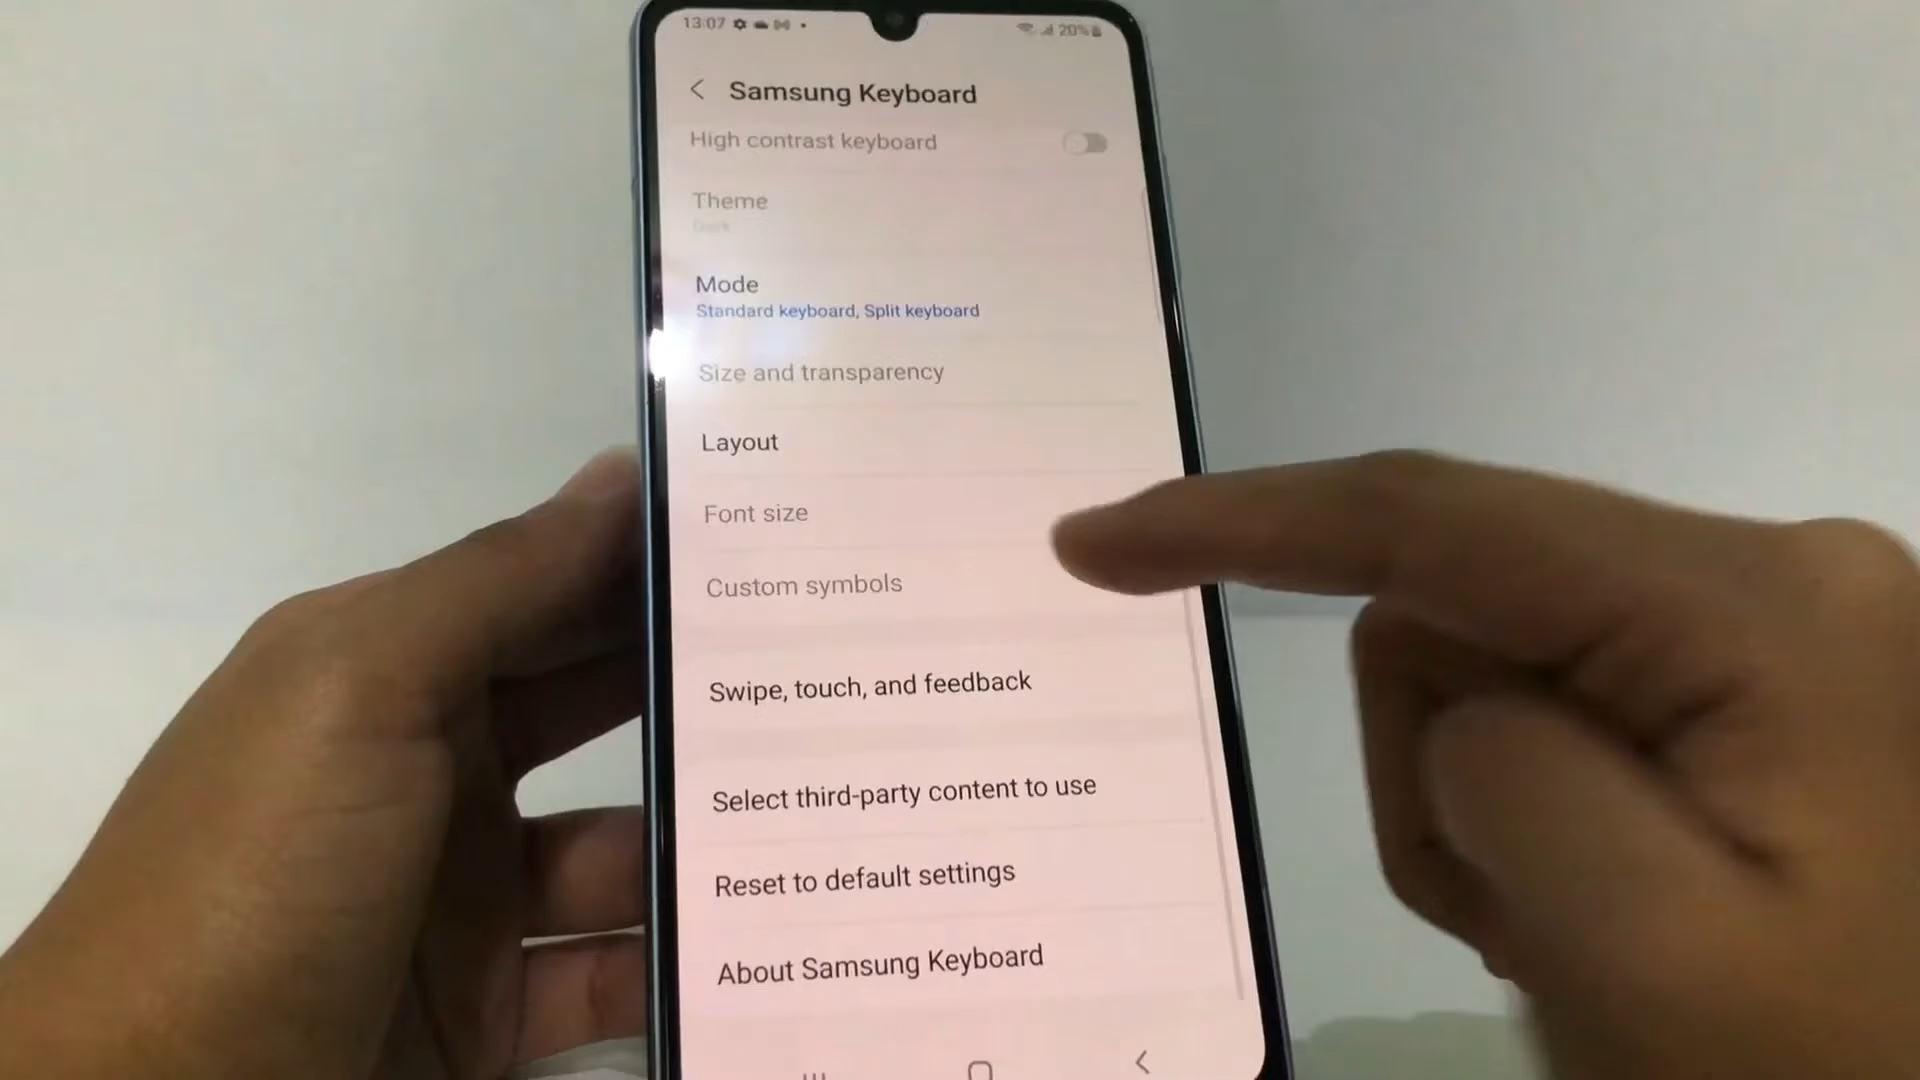 13:07
20%
Samsung Keyboard
High contrast keyboard
Theme
Dark
Mode
Standard keyboard, Split keyboard
Size and transparency
Layout
Font size
Custom symbols
Swipe, touch, and feedback
Select third-party content to use
Reset to default settings
About Samsung Keyboard